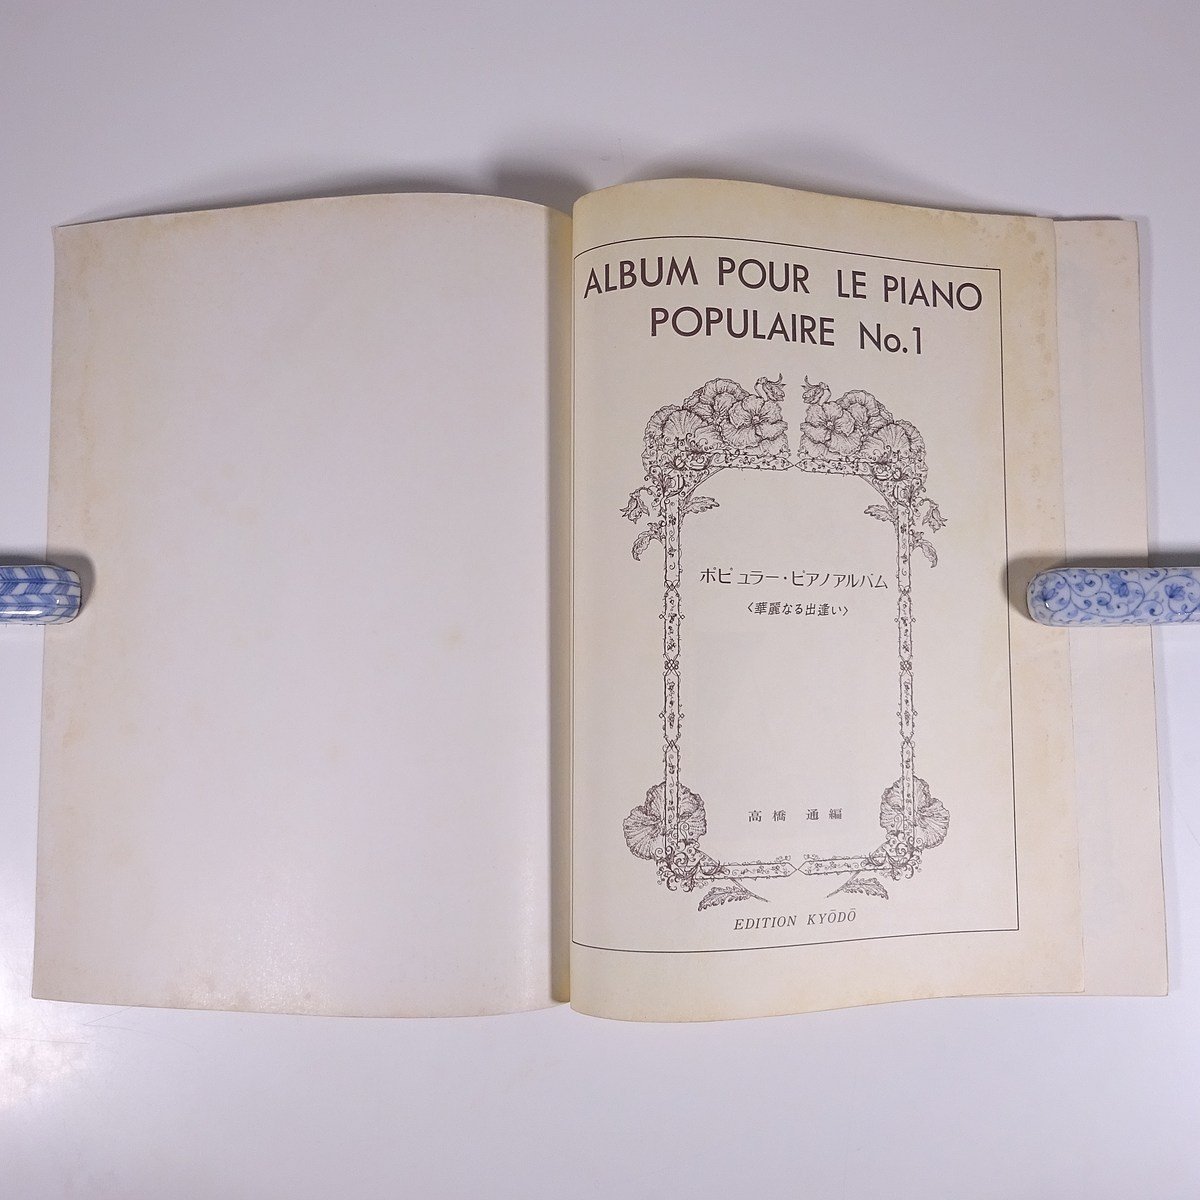 ALBUM POUR LE PIANO
POPULAIRE No.1
ポピュラー・ピアノアルバム
〈華麗なる出逢い〉
高橋 通編
EDITION KYŌDŌ